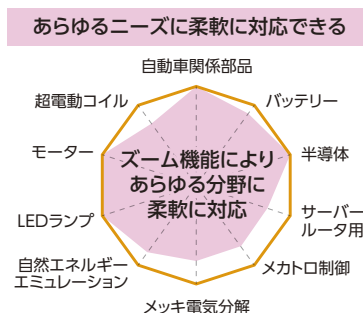 あらゆるニーズに柔軟に対応できる
自動車関係部品
超電動コイル
バッテリー
モーター
ズーム機能により
あらゆる分野に
柔軟に対応
半導体
LEDランプ
サーバー
ルータ用
自然エネルギー
エミュレーション
メカトロ制御
メッキ電気分解